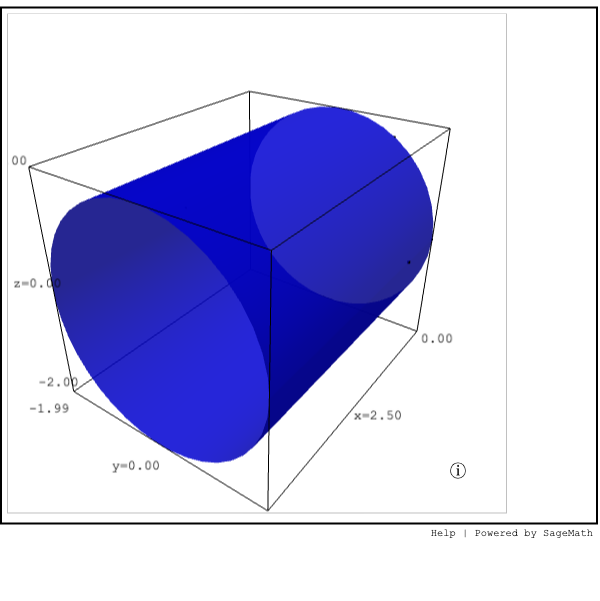 00
z=0.00
-2.00
-1.99
y=0.00
x=2.50
0.00
Help | Powered by SageMath